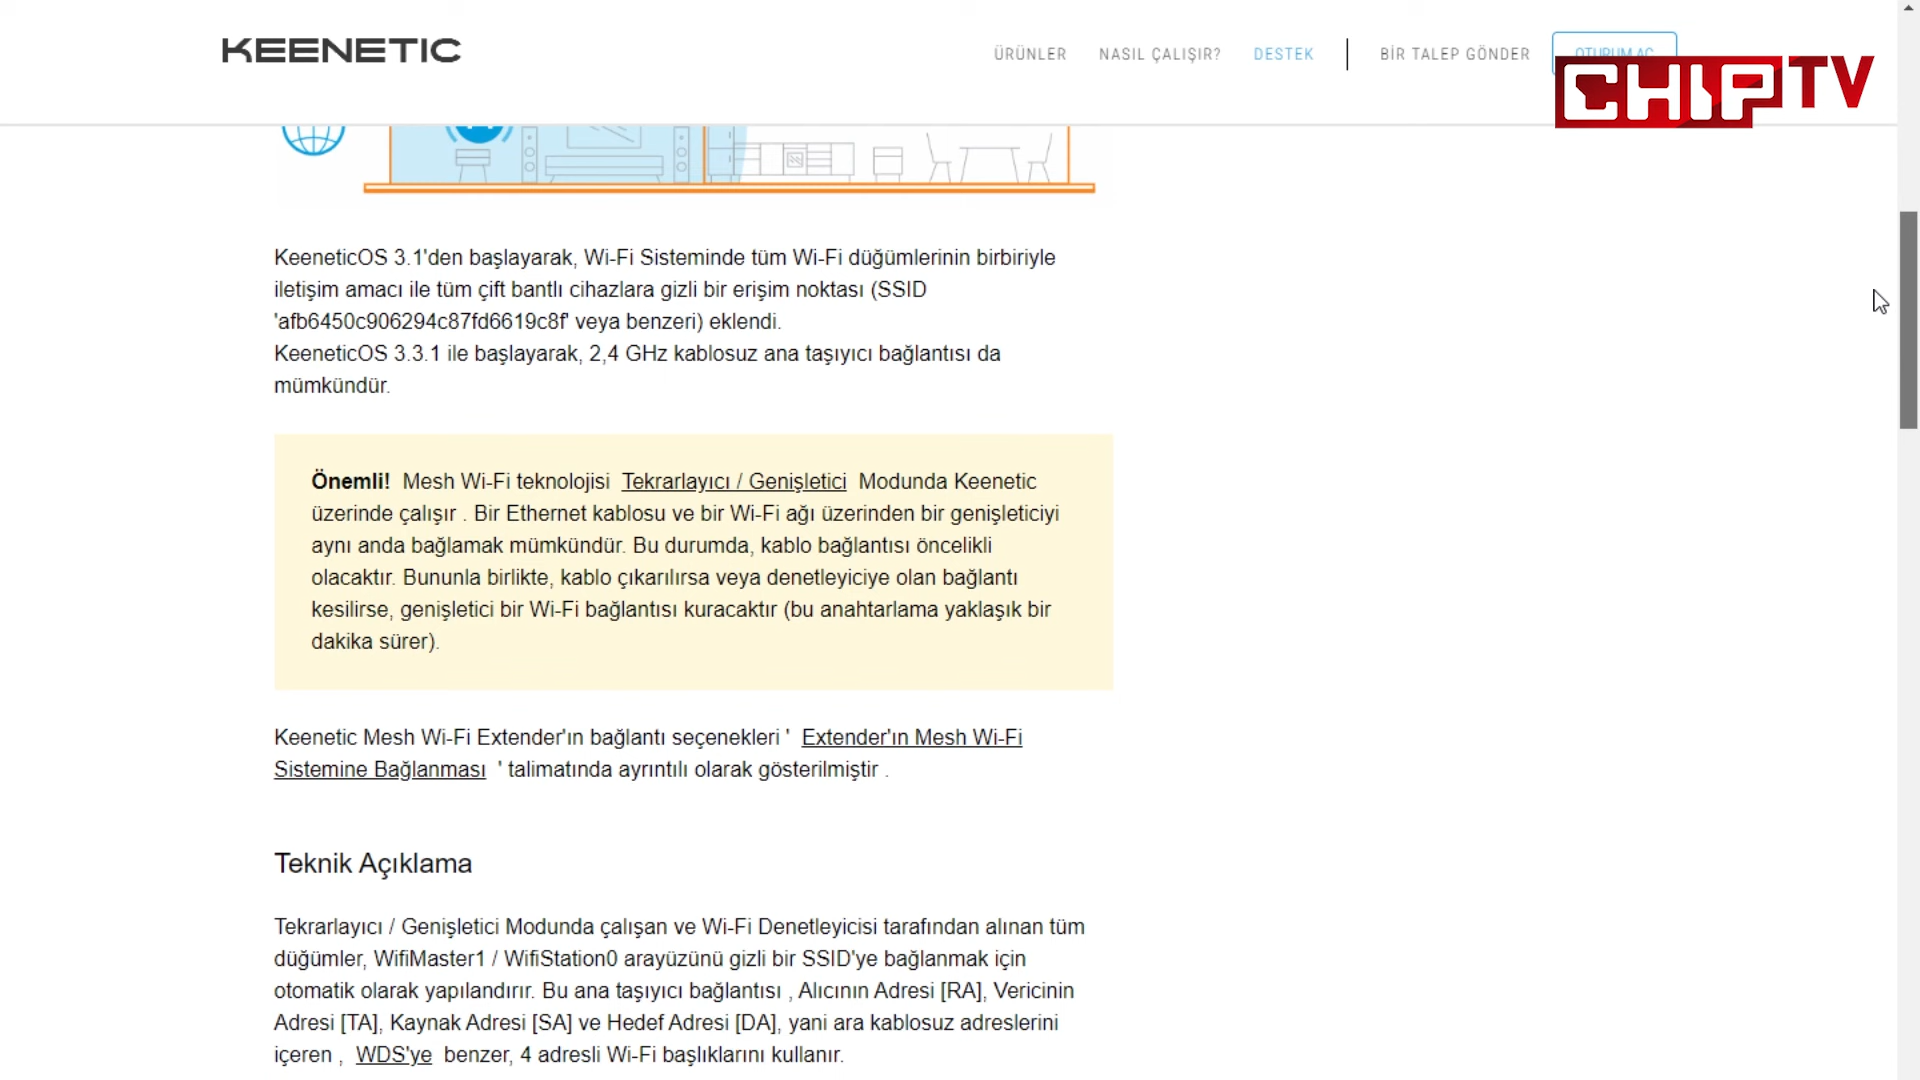 KEENETIC
ÜRÜNLER NASIL ÇALIŞIR? DESTEK BİR TALEP GÖNDER OTURUM AÇ
CHIP TV
KeeneticOS 3.1'den başlayarak, Wi-Fi Sisteminde tüm Wi-Fi düğümlerinin birbiriyle
iletişim amacı ile tüm çift bantlı cihazlara gizli bir erişim noktası (SSID
'afb6450c906294c87fd6619c8f' veya benzeri) eklendi.
KeeneticOS 3.3.1 ile başlayarak, 2,4 GHz kablosuz ana taşıyıcı bağlantısı da
mümkündür.
Önemli! Mesh Wi-Fi teknolojisi Tekrarlayıcı / Genişletici Modunda Keenetic
üzerinde çalışır . Bir Ethernet kablosu ve bir Wi-Fi ağı üzerinden bir genişleticiyi
aynı anda bağlamak mümkündür. Bu durumda, kablo bağlantısı öncelikli
olacaktır. Bununla birlikte, kablo çıkarılırsa veya denetleyiciye olan bağlantı
kesilirse, genişletici bir Wi-Fi bağlantısı kuracaktır (bu anahtarlama yaklaşık bir
dakika sürer).
Keenetic Mesh Wi-Fi Extender'ın bağlantı seçenekleri ' Extender'ın Mesh Wi-Fi
Sistemine Bağlanması ' talimatında ayrıntılı olarak gösterilmiştir .
Teknik Açıklama
Tekrarlayıcı / Genişletici Modunda çalışan ve Wi-Fi Denetleyicisi tarafından alınan tüm
düğümler, WifiMaster1 / WifiStation0 arayüzünü gizli bir SSID'ye bağlanmak için
otomatik olarak yapılandırır. Bu ana taşıyıcı bağlantısı , Alıcının Adresi [RA], Vericinin
Adresi [TA], Kaynak Adresi [SA] ve Hedef Adresi [DA], yani ara kablosuz adreslerini
içeren , WDS'ye benzer, 4 adresli Wi-Fi başlıklarını kullanır.